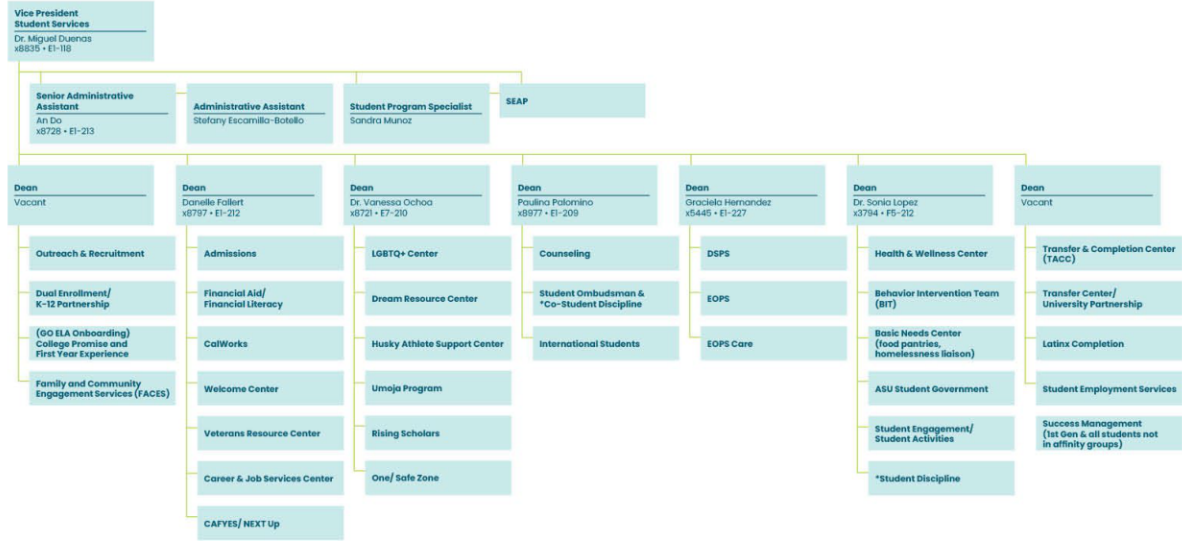 Vice President
Student Services
Dr. Miguel Duenas
x8835 • E1-118
Senior Administrative
Assistant
An Do
x8728 • E1-213
Administrative Assistant
Stefany Escamilla-Botello
Student Program Specialist
Sandra Munoz
SEAP
Dean
Vacant
Outreach & Recruitment
Dual Enrollment/
K-12 Partnership
(GO ELA Onboarding)
College Promise and
First Year Experience
Family and Community
Engagement Services (FACES)
Dean
Danelle Fallert
x8797 • E1-212
Admissions
Financial Aid/
Financial Literacy
CalWorks
Welcome Center
Veterans Resource Center
Career & Job Services Center
CAFYES/ NEXT Up
Dean
Dr. Vanessa Ochoa
x8721 • E7-210
LGBTQ+ Center
Dream Resource Center
Husky Athlete Support Center
Umoja Program
Rising Scholars
One/ Safe Zone
Dean
Paulina Palomino
x8977 • E1-209
Counseling
Student Ombudsman &
*Co-Student Discipline
International Students
Dean
Graciela Hernandez
x5445 • E1-227
DSPS
EOPS
EOPS Care
Dean
Dr. Sonia Lopez
x3794 • F5-212
Health & Wellness Center
Behavior Intervention Team
(BIT)
Basic Needs Center
(food pantries,
homelessness liaison)
ASU Student Government
Student Engagement/
Student Activities
*Student Discipline
Dean
Vacant
Transfer & Completion Center
(TACC)
Transfer Center/
University Partnership
Latinx Completion
Student Employment Services
Success Management
(1st Gen & all students not
in affinity groups)